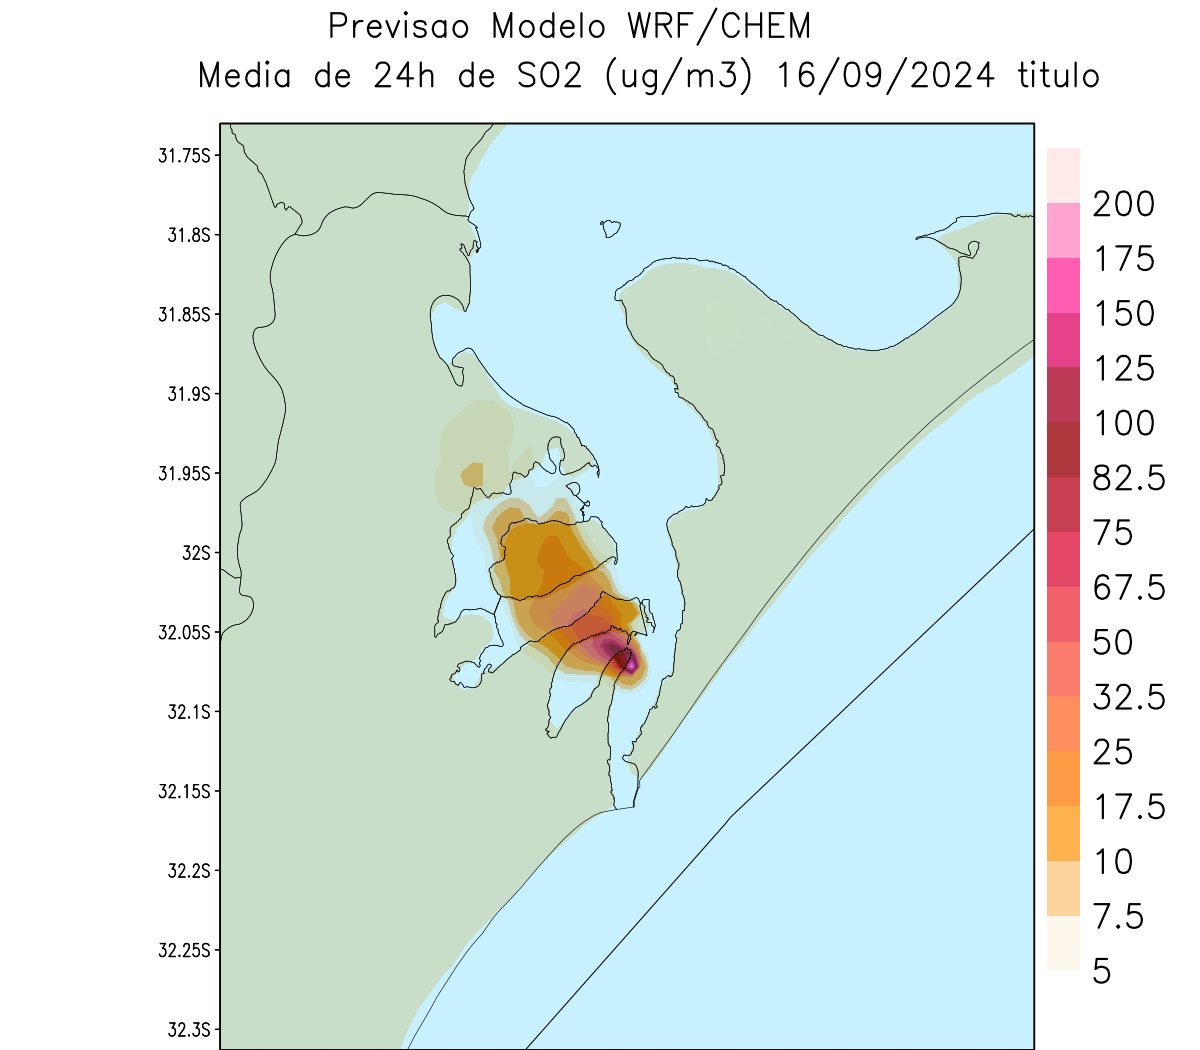 Previsao Modelo WRF/CHEM
Media de 24h de SO2 (ug/m3) 16/09/2024 titulo
31.75S
31.8S
31.85S
31.9S
31.95S
32S
32.05S
32.1S
32.15S
32.2S
32.25S
32.3S
200
175
150
125
100
82.5
75
67.5
50
32.5
25
17.5
10
7.5
5